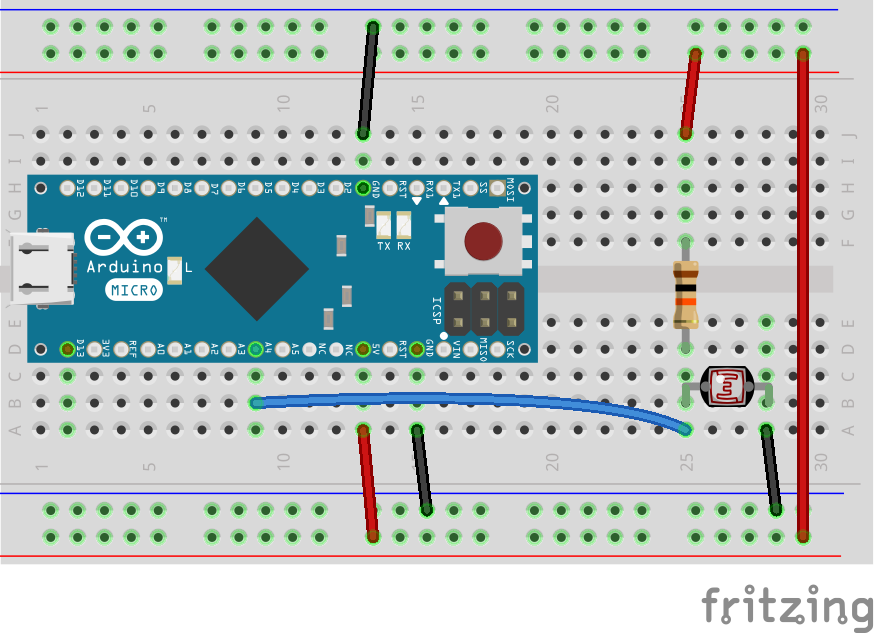 1 5 10 15 20 25 30
J J
I I
H H
G G
F F
D12 D11 D10 D9 D8 D7 D6 D5 D4 D3 D2 GND RST RX1 TX1 SS MOSI
TM
TX RX
Arduino L
MICRO
ICSP
D13 3V3 REF A0 A1 A2 A3 A4 A5 NC NC 5V RST GND VIN MISO SCK
E E
D D
C C
B B
A A
1 5 10 15 20 25 30
fritzing